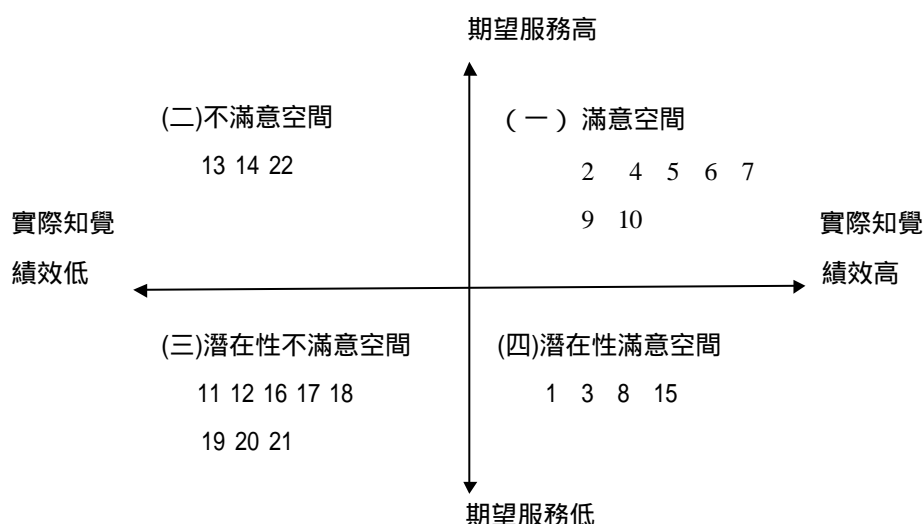 期望服務高
(二)不滿意空間
13 14 22
(一) 滿意空間
2 4 5 6 7
9 10
實際知覺
績效低
實際知覺
績效高
(三)潛在性不滿意空間
11 12 16 17 18
19 20 21
(四)潛在性滿意空間
1 3 8 15
期望服務低